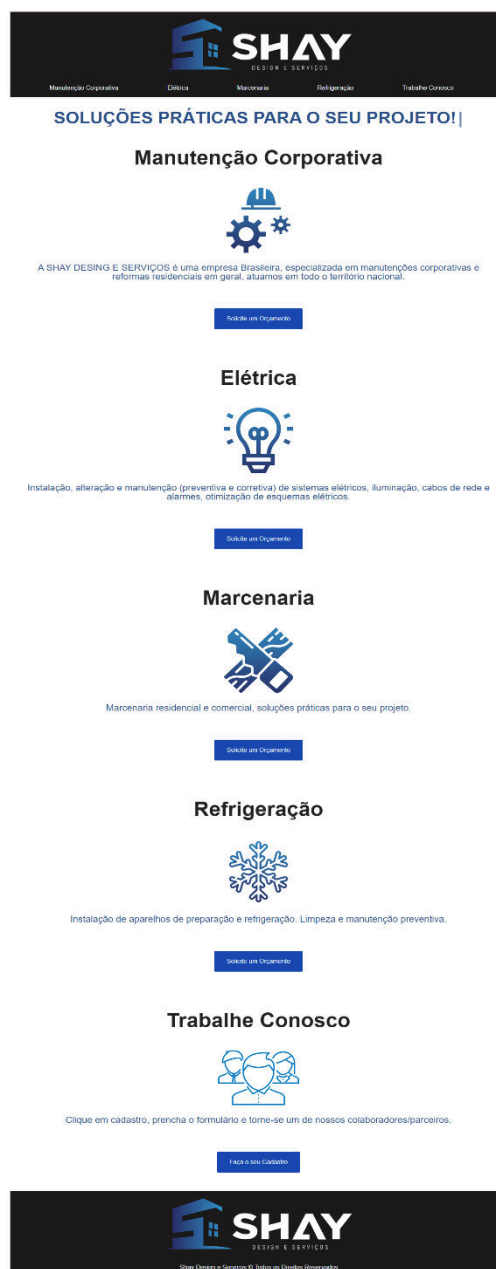 SHAY
DESIGN E SERVIÇOS
Manutenção Corporativa Elétrica Marcenaria Refrigeração Trabalhe Conosco
SOLUÇÕES PRÁTICAS PARA O SEU PROJETO!|
Manutenção Corporativa
A SHAY DESING E SERVIÇOS é uma empresa Brasileira, especializada em manutenções corporativas e
reformas residenciais em geral, atuamos em todo o território nacional.
Solicite um Orçamento
Elétrica
Instalação, alteração e manutenção (preventiva e corretiva) de sistemas elétricos, iluminação, cabos de rede e
alarmes, otimização de esquemas elétricos.
Solicite um Orçamento
Marcenaria
Marcenaria residencial e comercial, soluções práticas para o seu projeto.
Solicite um Orçamento
Refrigeração
Instalação de aparelhos de preparação e refrigeração. Limpeza e manutenção preventiva.
Solicite um Orçamento
Trabalhe Conosco
Clique em cadastro, prencha o formulário e torne-se um de nossos colaboradores/parceiros.
Faça o seu Cadastro
SHAY
DESIGN E SERVIÇOS
Shay Design e Serviços © Todos os Direitos Reservados